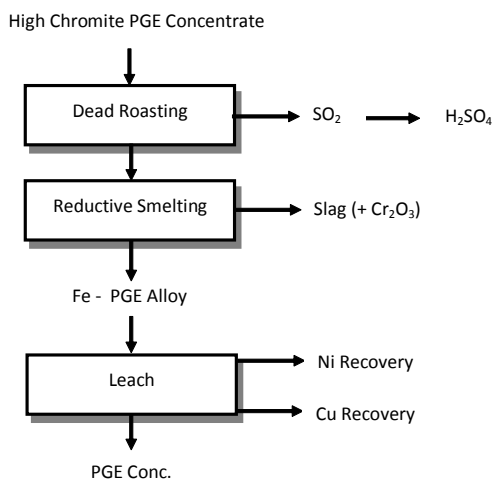 High Chromite PGE Concentrate
Dead Roasting
SO₂
H₂SO₄
Reductive Smelting
Slag (+ Cr₂O₃)
Fe - PGE Alloy
Ni Recovery
Leach
Cu Recovery
PGE Conc.